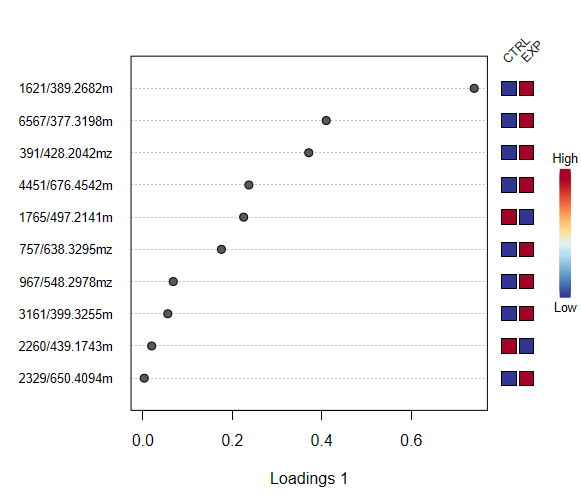 CTRL
EXP
1621/389.2682m
6567/377.3198m
391/428.2042mz
4451/676.4542m
1765/497.2141m
757/638.3295mz
967/548.2978mz
3161/399.3255m
2260/439.1743m
2329/650.4094m
High
Low
0.0 0.2 0.4 0.6
Loadings 1